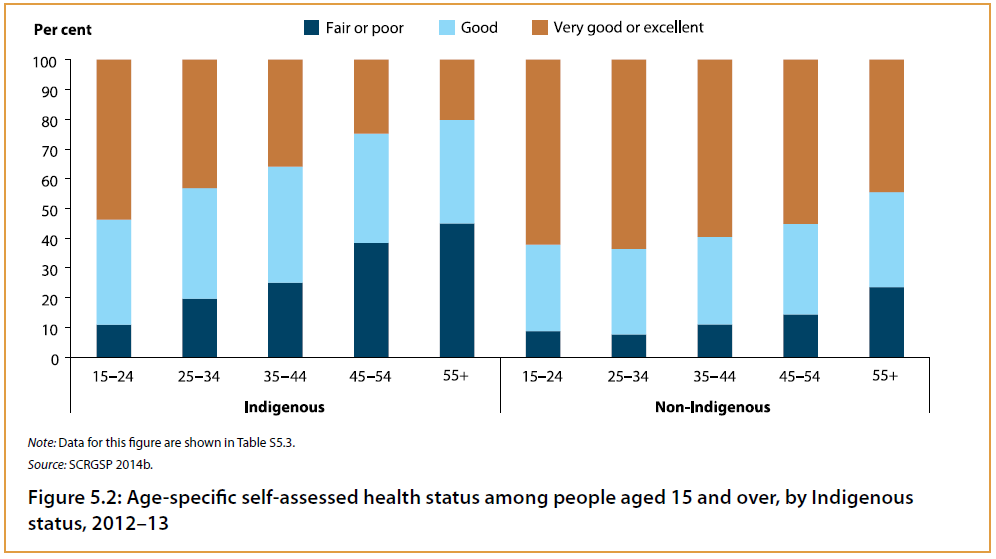 Per cent
Fair or poor Good Very good or excellent
100
90
80
70
60
50
40
30
20
10
0
15–24 25–34 35–44 45–54 55+ 15–24 25–34 35–44 45–54 55+
Indigenous Non-Indigenous
Note: Data for this figure are shown in Table S5.3.
Source: SCRGSP 2014b.
Figure 5.2: Age-specific self-assessed health status among people aged 15 and over, by Indigenous
status, 2012–13